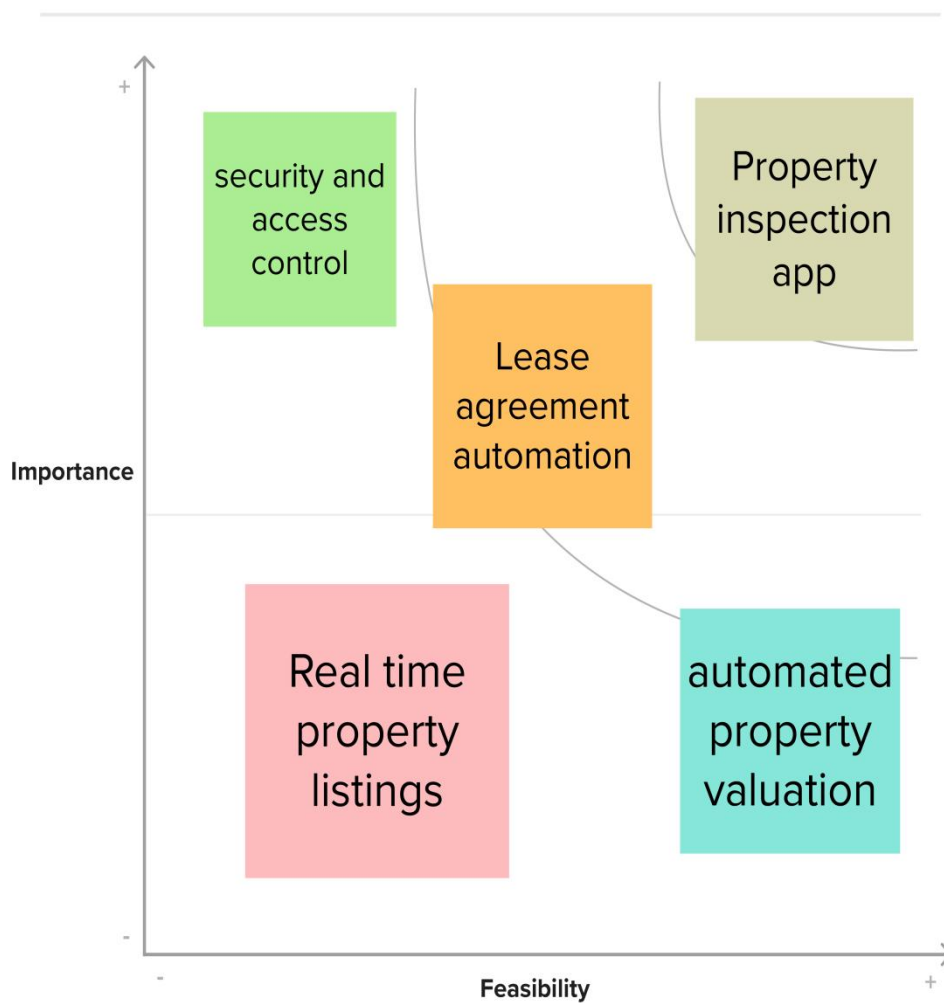 +
security and
access
control
Property
inspection
app
Lease
agreement
automation
Importance
Real time
property
listings
automated
property
valuation
-
-
Feasibility
+